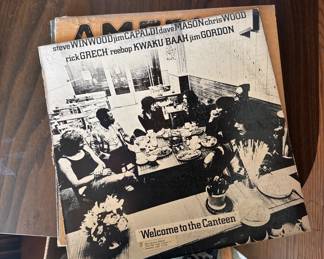 AME
steve WINWOOD jim CAPALDI dave MASON chris WOOD
rick GRECH reebop KWAKU BAAH jim GORDON
Welcome to the Canteen